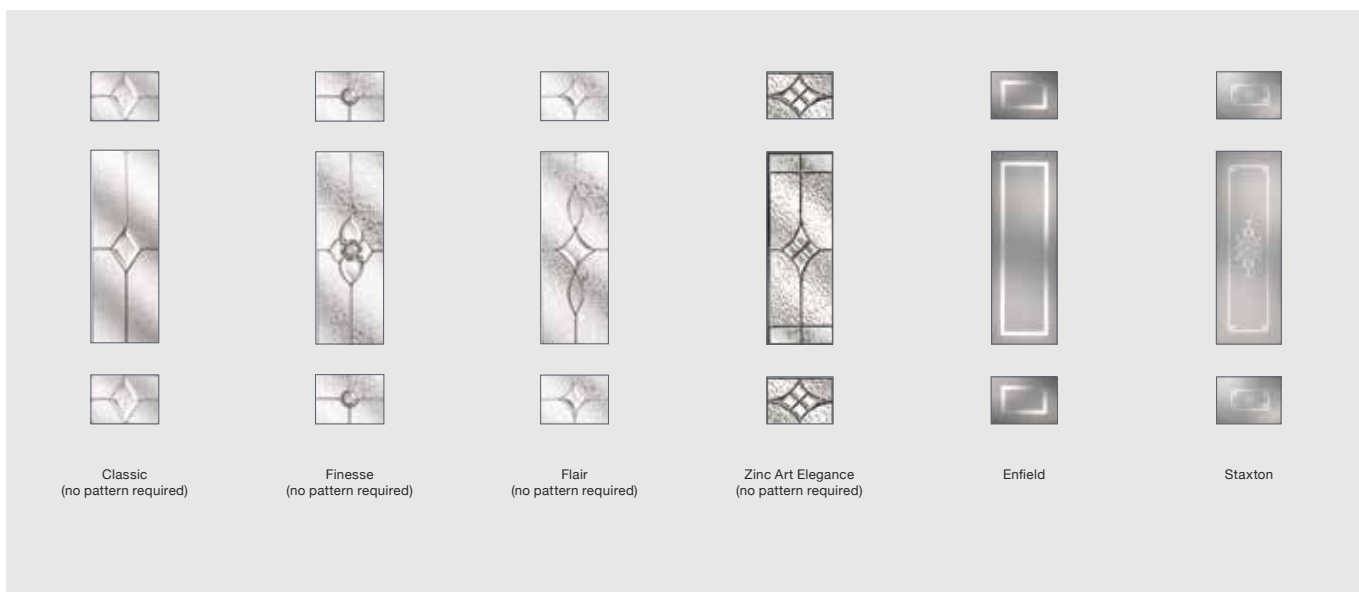 Classic
(no pattern required)
Finesse
(no pattern required)
Flair
(no pattern required)
Zinc Art Elegance
(no pattern required)
Enfield
Staxton